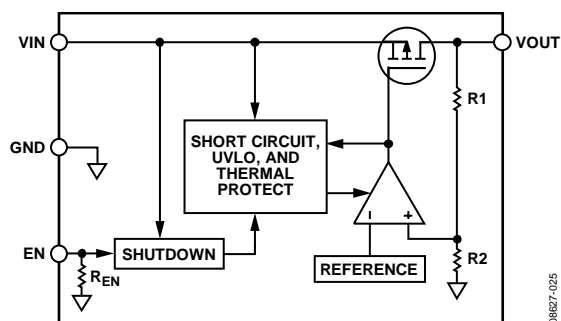 VIN
VOUT
R1
GND
SHORT CIRCUIT,
UVLO, AND
THERMAL
PROTECT
EN
SHUTDOWN
REN
REFERENCE
R2
08627-025